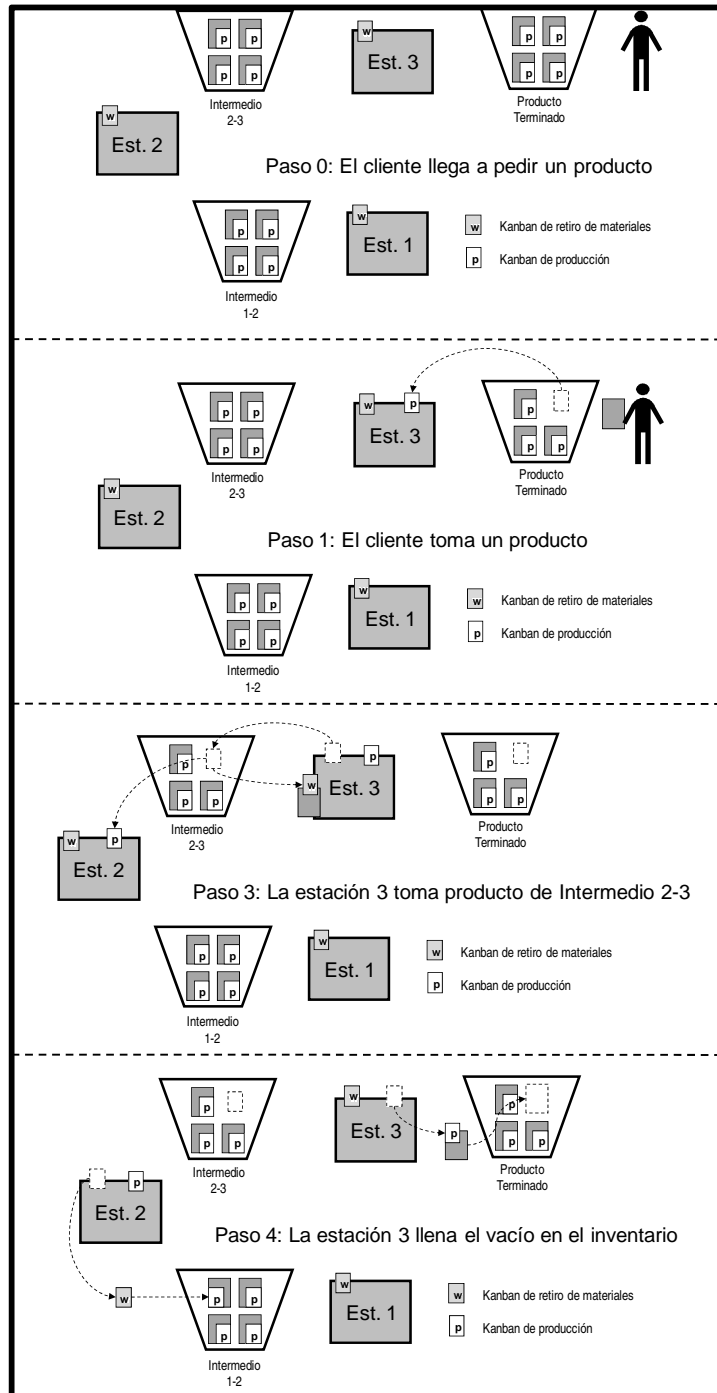 p p
p p
Intermedio
2-3
w
Est. 3
p p
p p
Producto
Terminado
w
Est. 2
Paso 0: El cliente llega a pedir un producto
p p
p p
Intermedio
1-2
w
Est. 1
w Kanban de retiro de materiales
p Kanban de producción
p p
p p
Intermedio
2-3
w p
Est. 3
p
p p
Producto
Terminado
w
Est. 2
Paso 1: El cliente toma un producto
p p
p p
Intermedio
1-2
w
Est. 1
w Kanban de retiro de materiales
p Kanban de producción
p
p p
Intermedio
2-3
p
w
Est. 3
p
p p
Producto
Terminado
w p
Est. 2
Paso 3: La estación 3 toma producto de Intermedio 2-3
p p
p p
Intermedio
1-2
w
Est. 1
w Kanban de retiro de materiales
p Kanban de producción
p
p p
Intermedio
2-3
w
Est. 3
p
p
p p
Producto
Terminado
p
Est. 2
Paso 4: La estación 3 llena el vacío en el inventario
w
p p
p p
Intermedio
1-2
w
Est. 1
w Kanban de retiro de materiales
p Kanban de producción